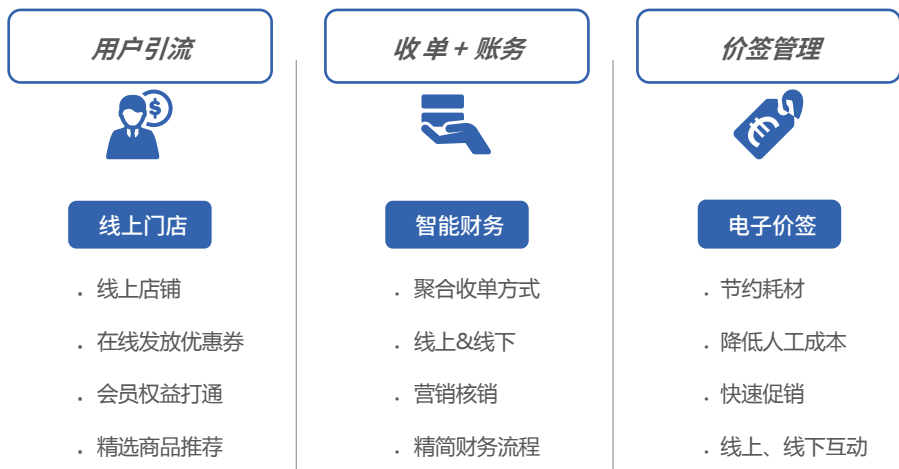 用户引流
线上门店
. 线上店铺
. 在线发放优惠券
. 会员权益打通
. 精选商品推荐
收单 + 账务
智能财务
. 聚合收单方式
. 线上&线下
. 营销核销
. 精简财务流程
价签管理
电子价签
. 节约耗材
. 降低人工成本
. 快速促销
. 线上、线下互动